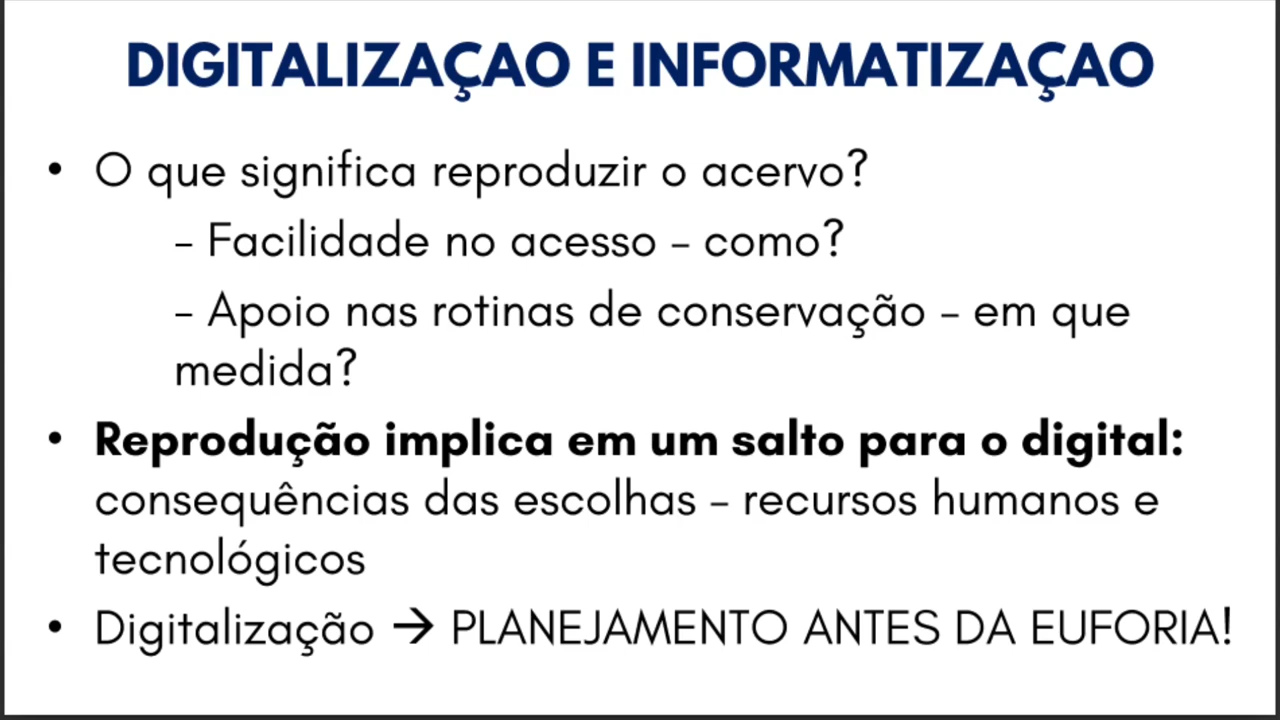 DIGITALIZAÇAO E INFORMATIZAÇAO
• O que significa reproduzir o acervo?
– Facilidade no acesso – como?
– Apoio nas rotinas de conservação – em que
medida?
• Reprodução implica em um salto para o digital:
consequências das escolhas – recursos humanos e
tecnológicos
• Digitalização → PLANEJAMENTO ANTES DA EUFORIA!